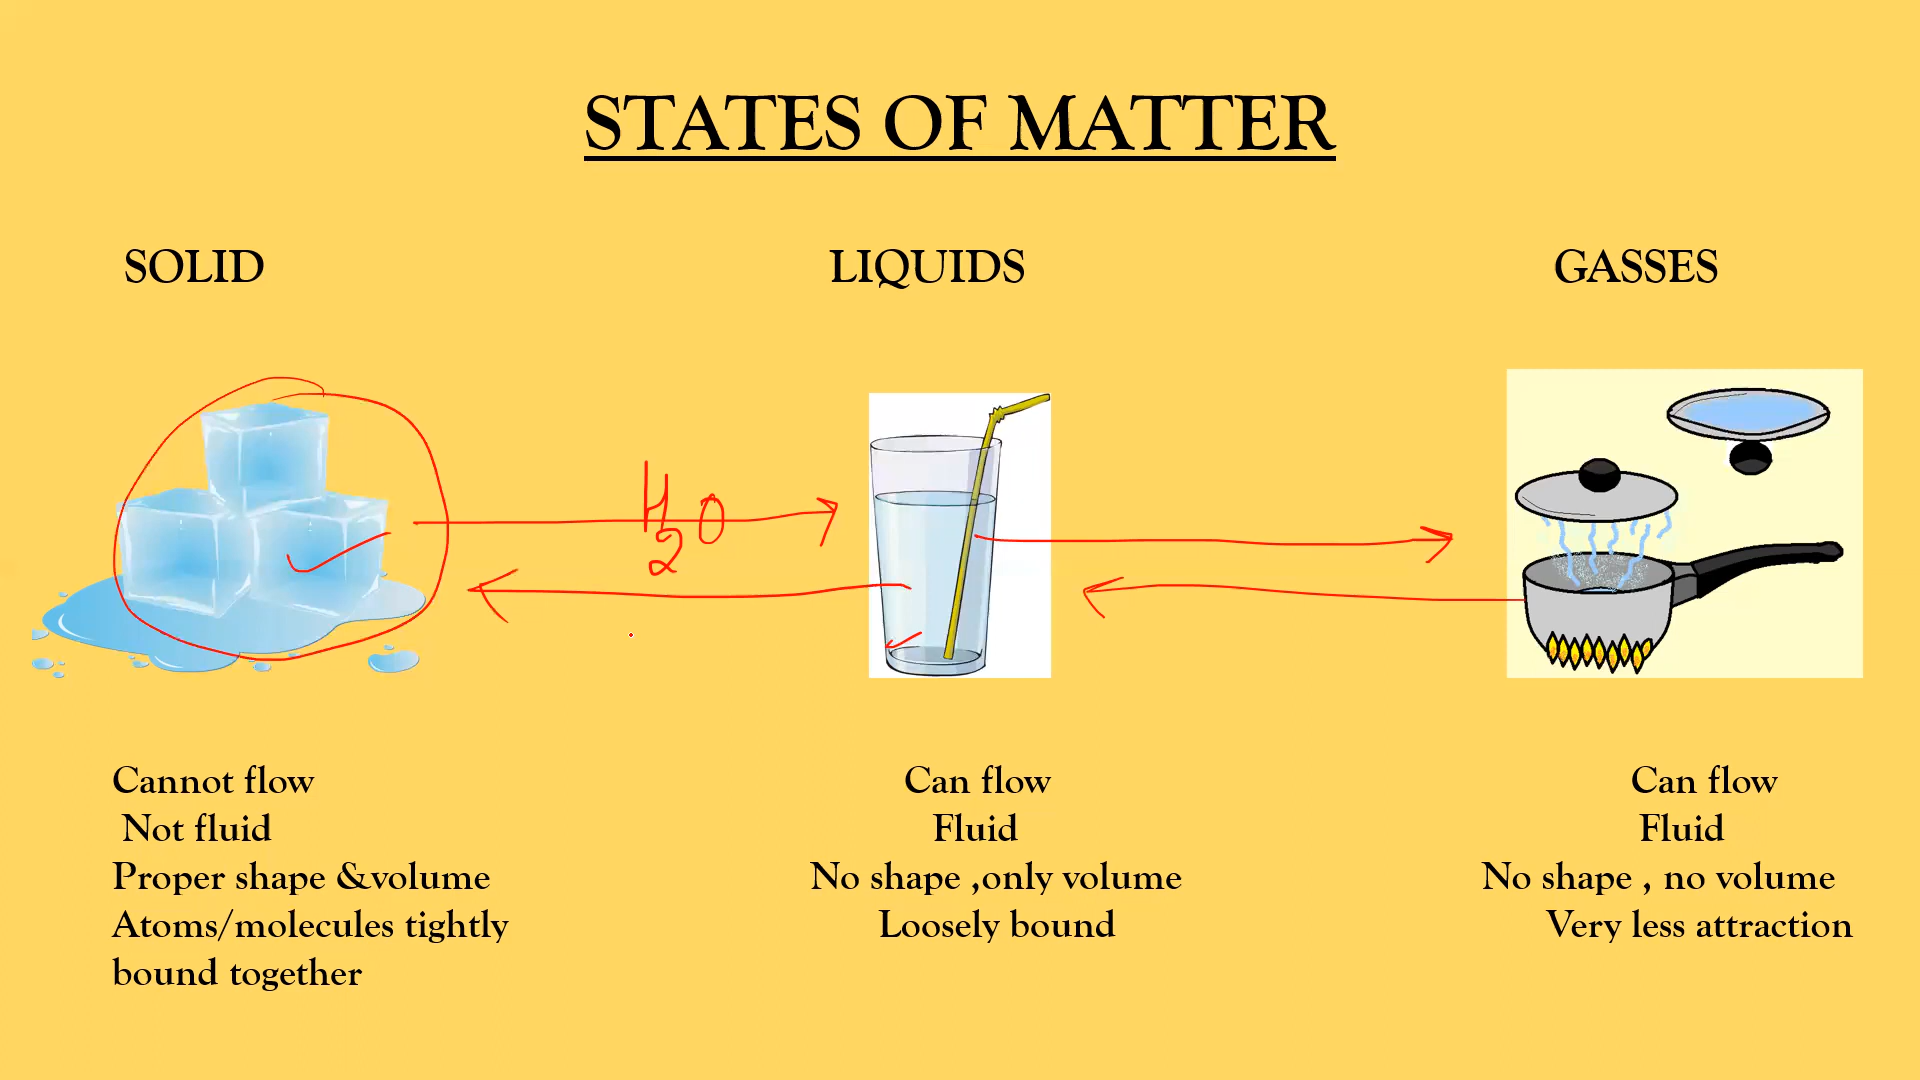 STATES OF MATTER
SOLID
LIQUIDS
GASSES
H2O
Cannot flow
Not fluid
Proper shape &volume
Atoms/molecules tightly
bound together
Can flow
Fluid
No shape ,only volume
Loosely bound
Can flow
Fluid
No shape , no volume
Very less attraction